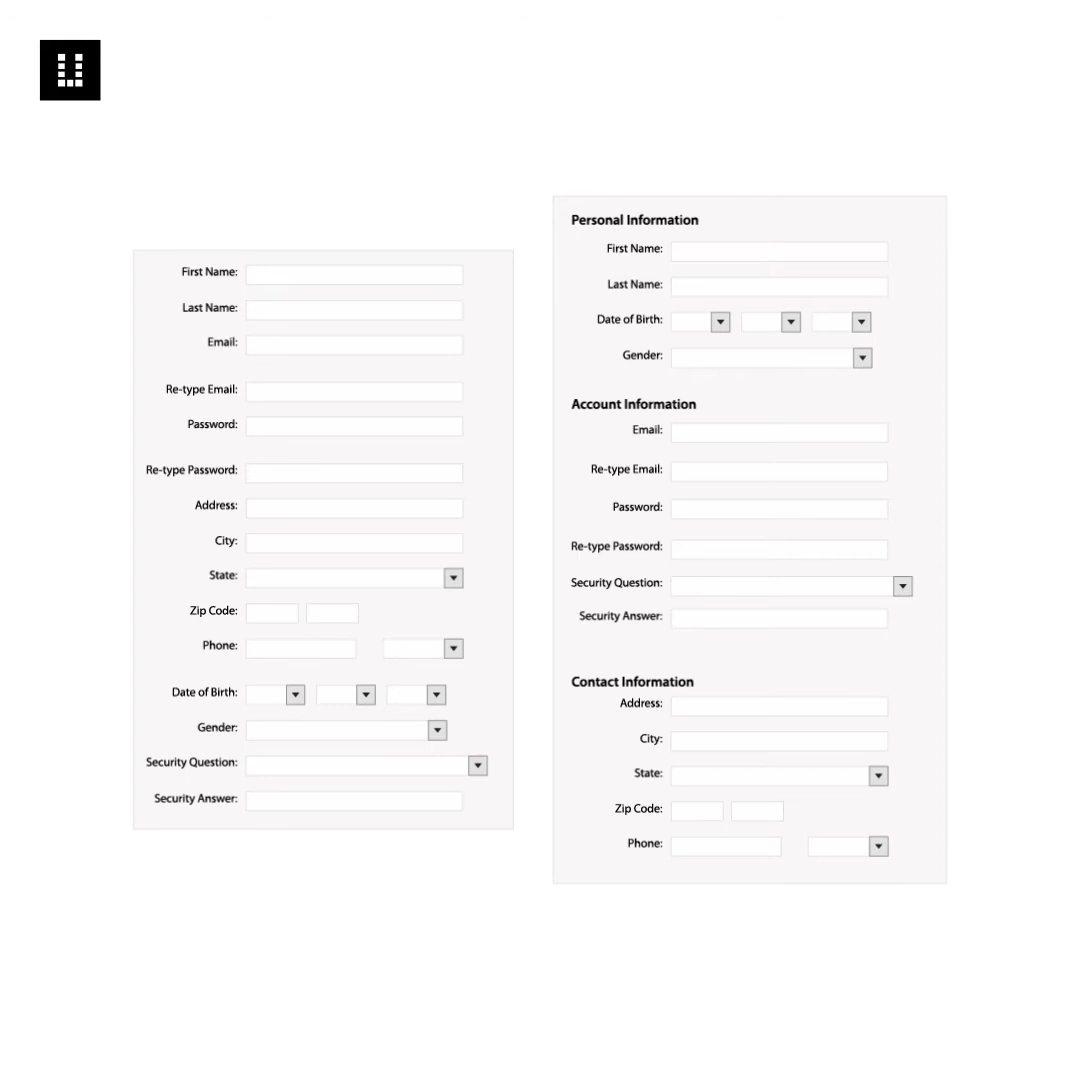 First Name:
Last Name:
Email:
Re-type Email:
Password:
Re-type Password:
Address:
City:
State:
Zip Code:
Phone:
Date of Birth:
Gender:
Security Question:
Security Answer:
Personal Information
First Name:
Last Name:
Date of Birth:
Gender:
Account Information
Email:
Re-type Email:
Password:
Re-type Password:
Security Question:
Security Answer:
Contact Information
Address:
City:
State:
Zip Code:
Phone: